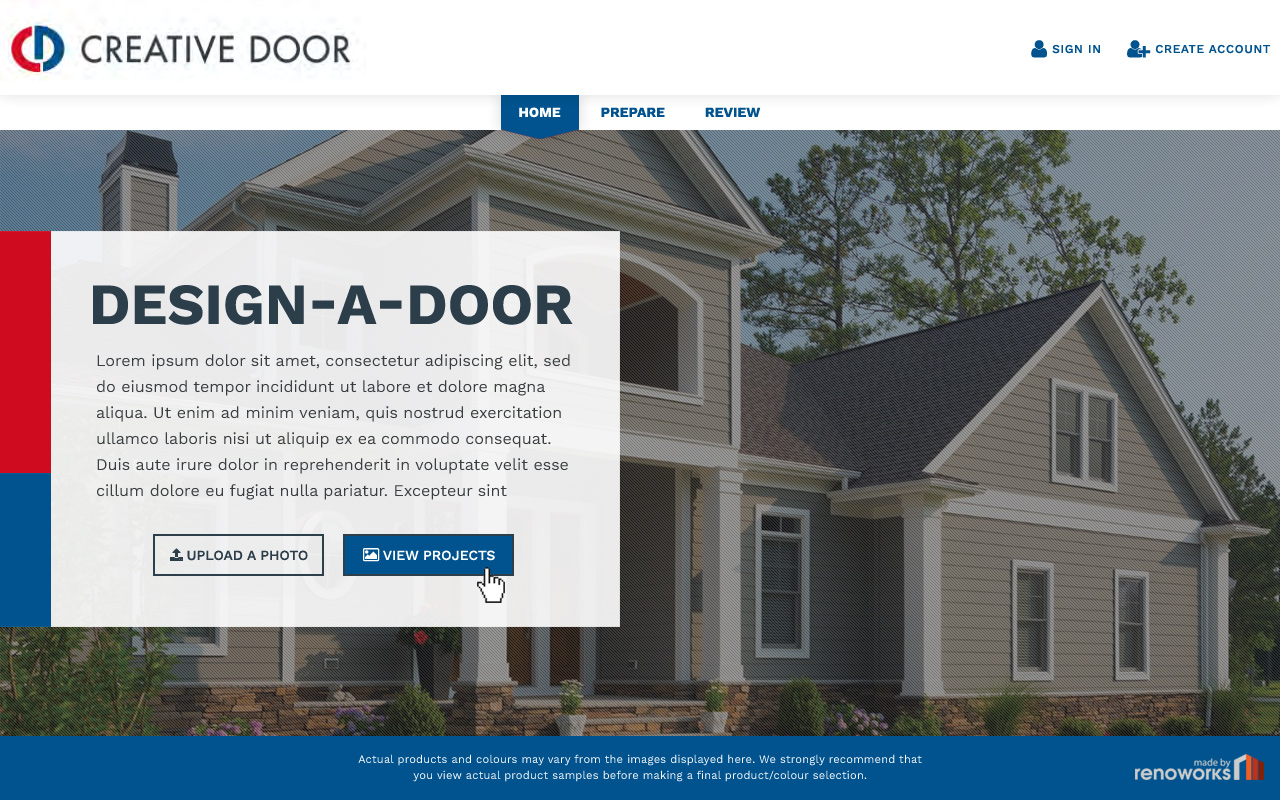 CREATIVE DOOR
SIGN IN
CREATE ACCOUNT
HOME
PREPARE
REVIEW
DESIGN-A-DOOR
Lorem ipsum dolor sit amet, consectetur adipiscing elit, sed
do eiusmod tempor incididunt ut labore et dolore magna
aliqua. Ut enim ad minim veniam, quis nostrud exercitation
ullamco laboris nisi ut aliquip ex ea commodo consequat.
Duis aute irure dolor in reprehenderit in voluptate velit esse
cillum dolore eu fugiat nulla pariatur. Excepteur sint
UPLOAD A PHOTO
VIEW PROJECTS
Actual products and colours may vary from the images displayed here. We strongly recommend that
you view actual product samples before making a final product/colour selection.
made by
renoworks